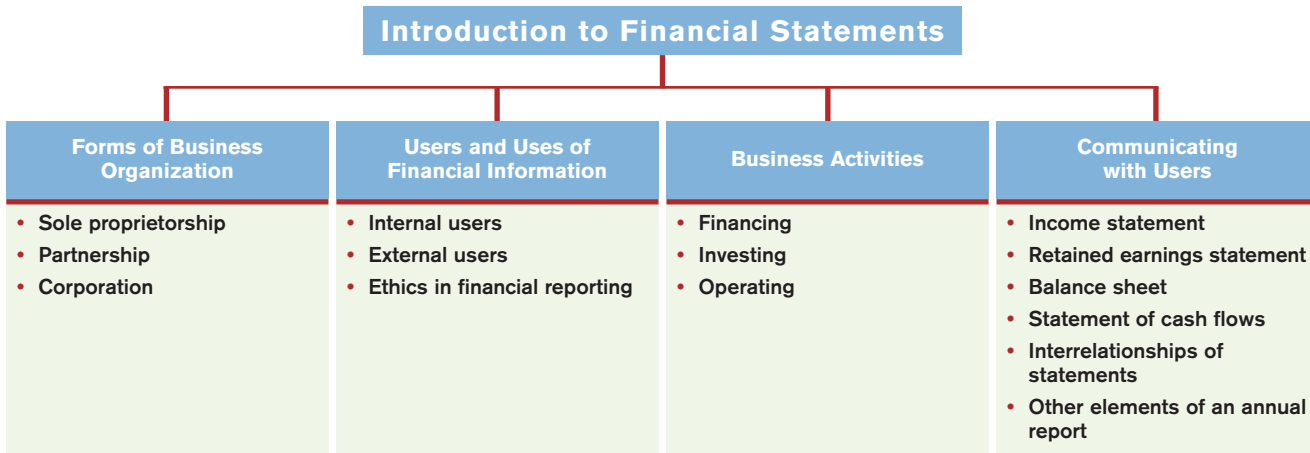 Introduction to Financial Statements
Forms of Business
Organization
• Sole proprietorship
• Partnership
• Corporation
Users and Uses of
Financial Information
• Internal users
• External users
• Ethics in financial reporting
Business Activities
• Financing
• Investing
• Operating
Communicating
with Users
• Income statement
• Retained earnings statement
• Balance sheet
• Statement of cash flows
• Interrelationships of
statements
• Other elements of an annual
report